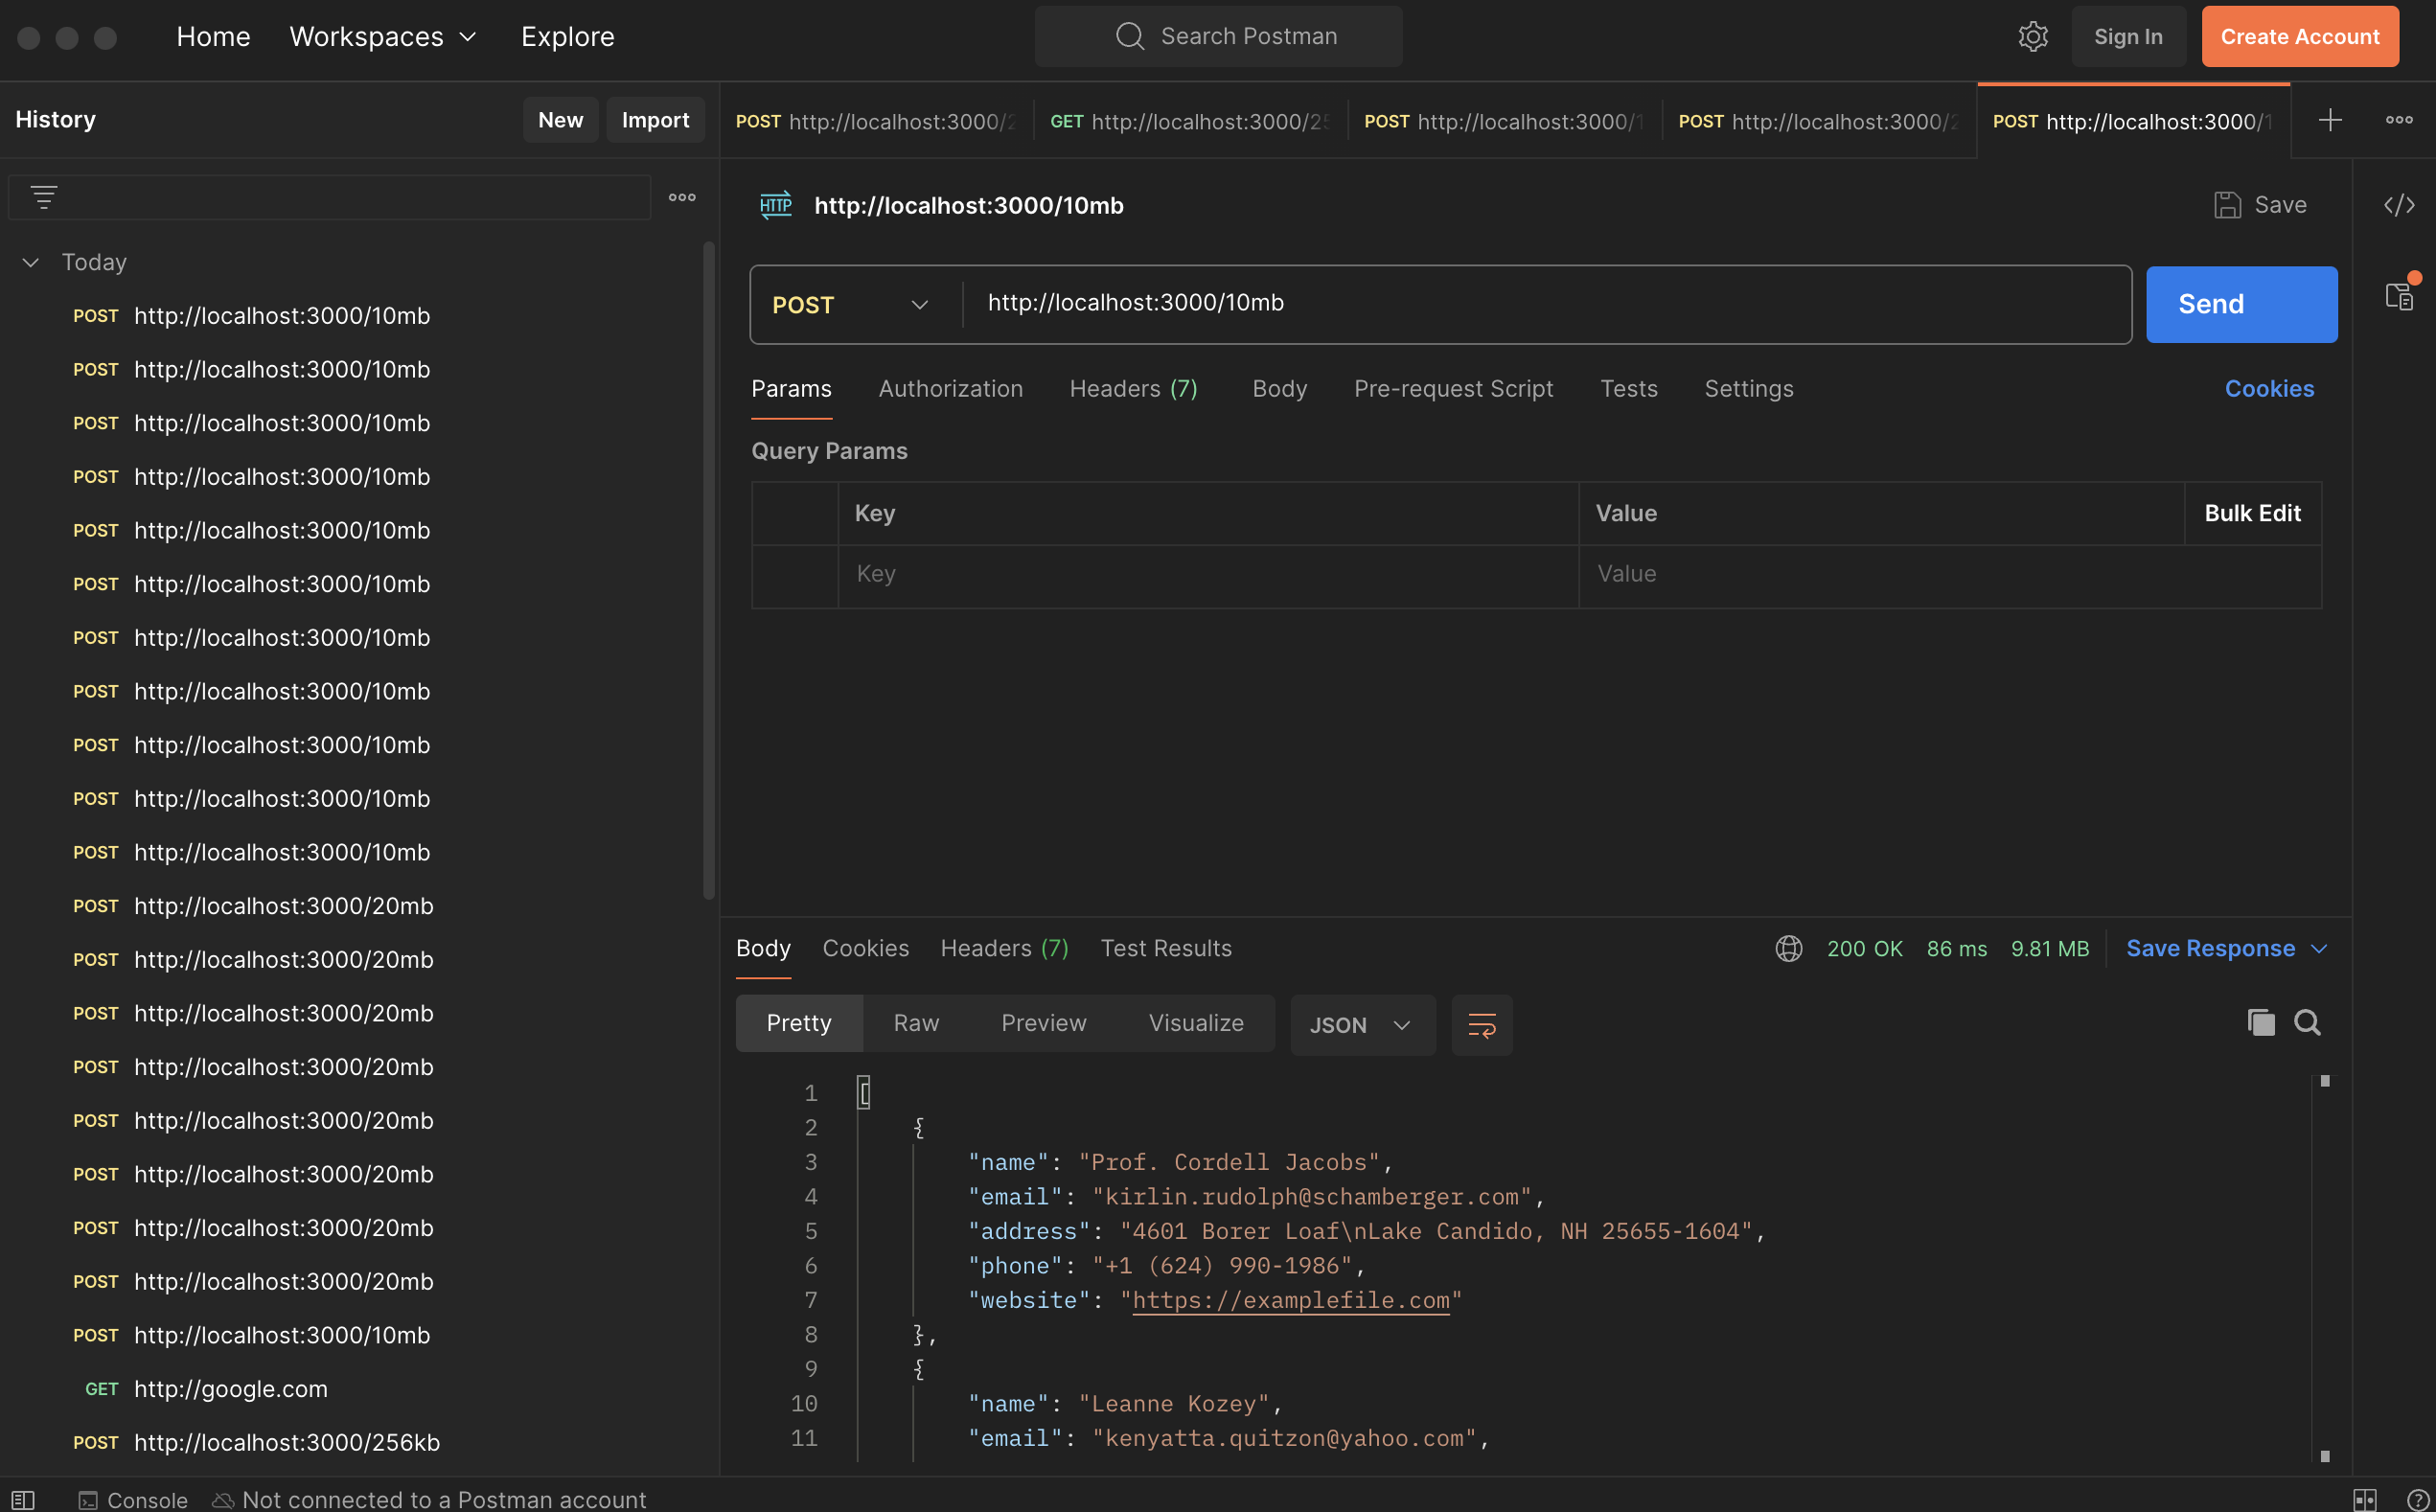 Home Workspaces Explore Search Postman Sign In Create Account
History New Import
POST http://localhost:3000/2 GET http://localhost:3000/25 POST http://localhost:3000/1 POST http://localhost:3000/2 POST http://localhost:3000/1
HTTP http://localhost:3000/10mb Save
Today
POST http://localhost:3000/10mb
POST http://localhost:3000/10mb
POST http://localhost:3000/10mb
POST http://localhost:3000/10mb
POST http://localhost:3000/10mb
POST http://localhost:3000/10mb
POST http://localhost:3000/10mb
POST http://localhost:3000/10mb
POST http://localhost:3000/10mb
POST http://localhost:3000/10mb
POST http://localhost:3000/10mb
POST http://localhost:3000/20mb
POST http://localhost:3000/20mb
POST http://localhost:3000/20mb
POST http://localhost:3000/20mb
POST http://localhost:3000/20mb
POST http://localhost:3000/20mb
POST http://localhost:3000/20mb
POST http://localhost:3000/20mb
POST http://localhost:3000/10mb
GET http://google.com
POST http://localhost:3000/256kb
POST http://localhost:3000/10mb Send
Params Authorization Headers (7) Body Pre-request Script Tests Settings Cookies
Query Params
Key Value Bulk Edit
Key Value
Body Cookies Headers (7) Test Results 200 OK 86 ms 9.81 MB Save Response
Pretty Raw Preview Visualize JSON
1 [
2 {
3 "name": "Prof. Cordell Jacobs",
4 "email": "kirlin.rudolph@schamberger.com",
5 "address": "4601 Borer Loaf\nLake Candido, NH 25655-1604",
6 "phone": "+1 (624) 990-1986",
7 "website": "https://examplefile.com"
8 },
9 {
10 "name": "Leanne Kozey",
11 "email": "kenyatta.quitzon@yahoo.com",
Console Not connected to a Postman account